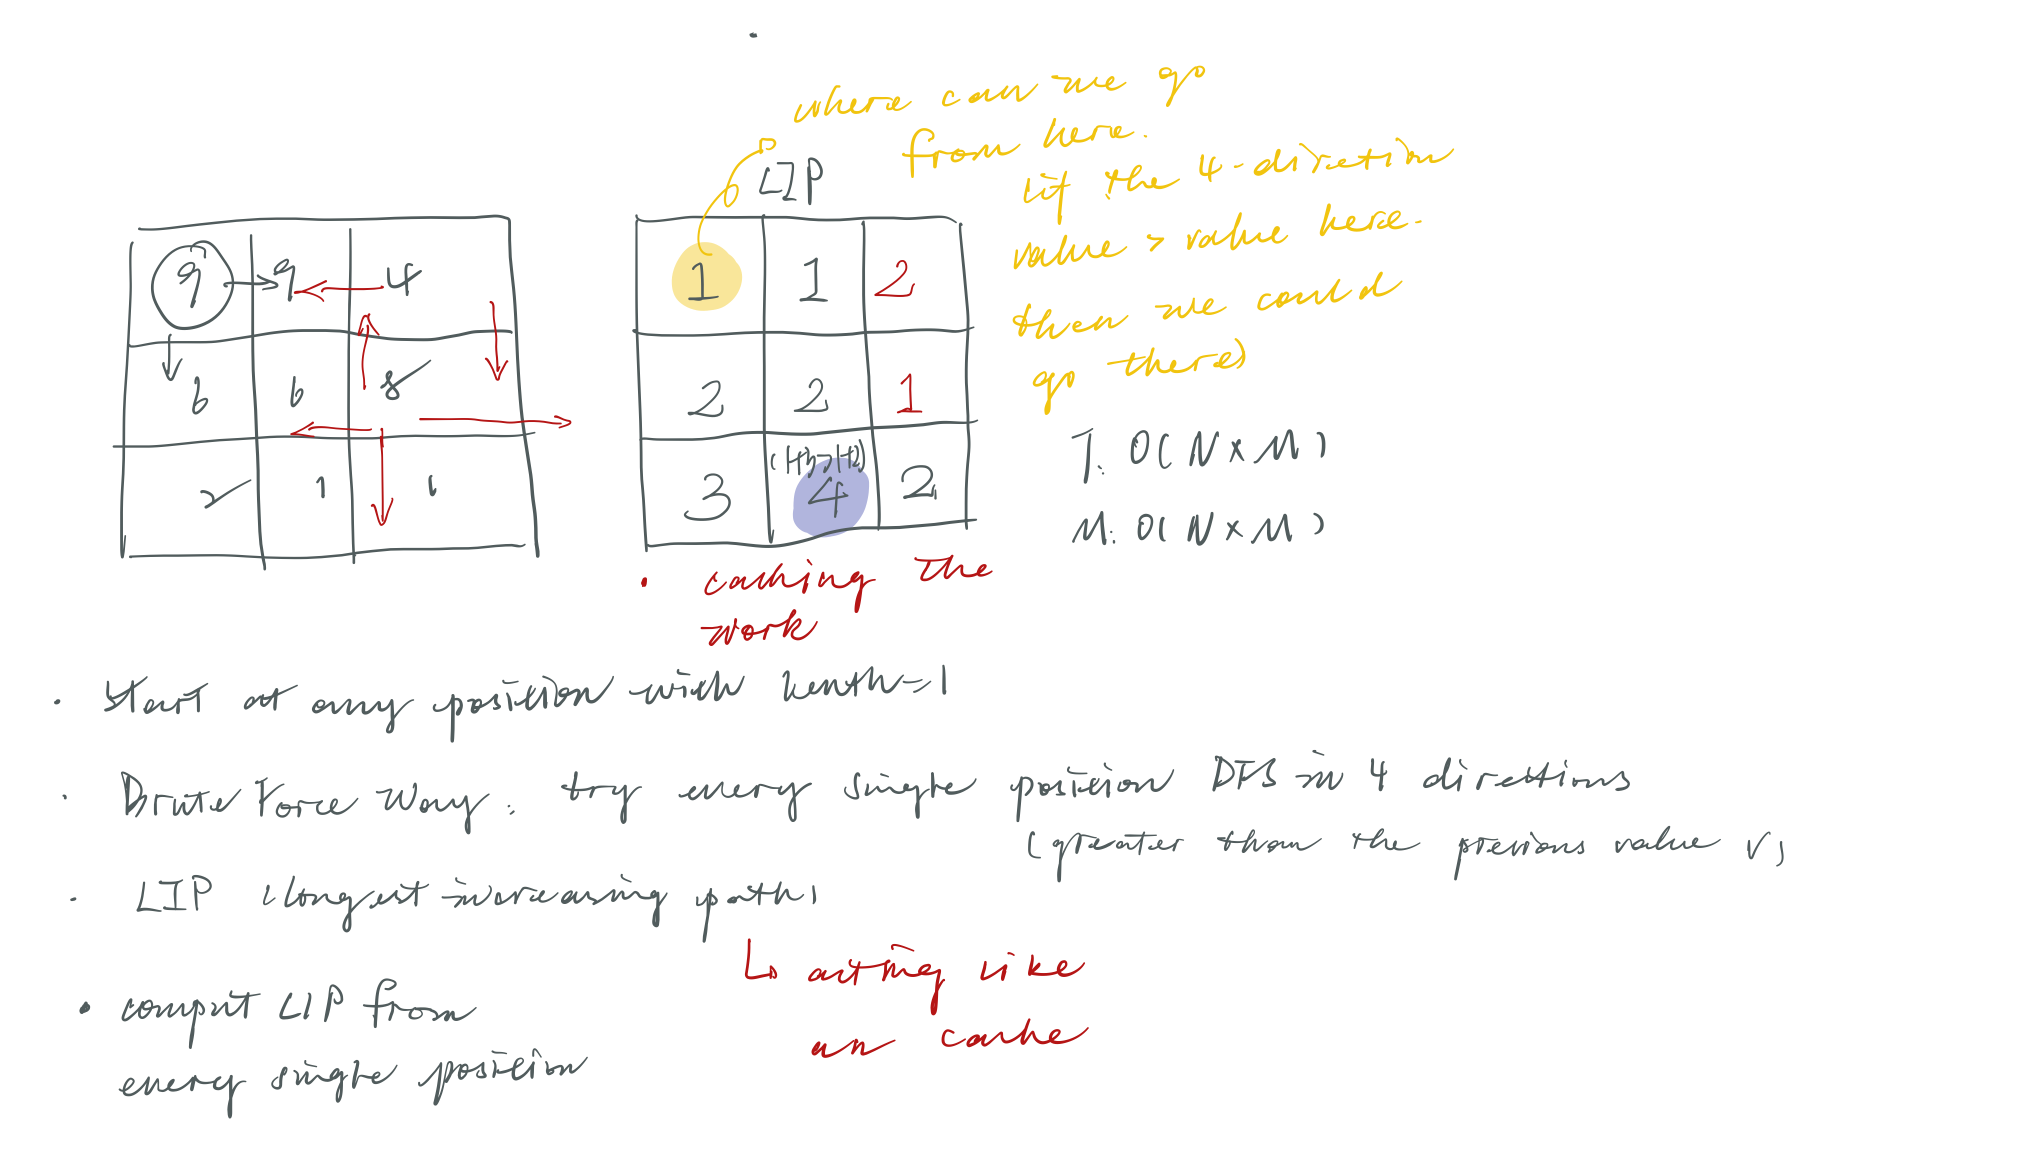 where can we go
from here.
LIP
(if the 4-diretion
value > value here.
then we could
go there)
9 9 4
6 6 8
2 1 1
1 1 2
2 2 1
(1+3>1+2)
3 4 2
T: O( N × M )
M: O( N × M )
• caching the
work
• Start at any position with lenth=1
• Brute Force Way: try every single position DFS in 4 directions
(greater than the previous value √)
• LIP (longest increasing path)
↳ acting like
an cache
• comput LIP from
every single position